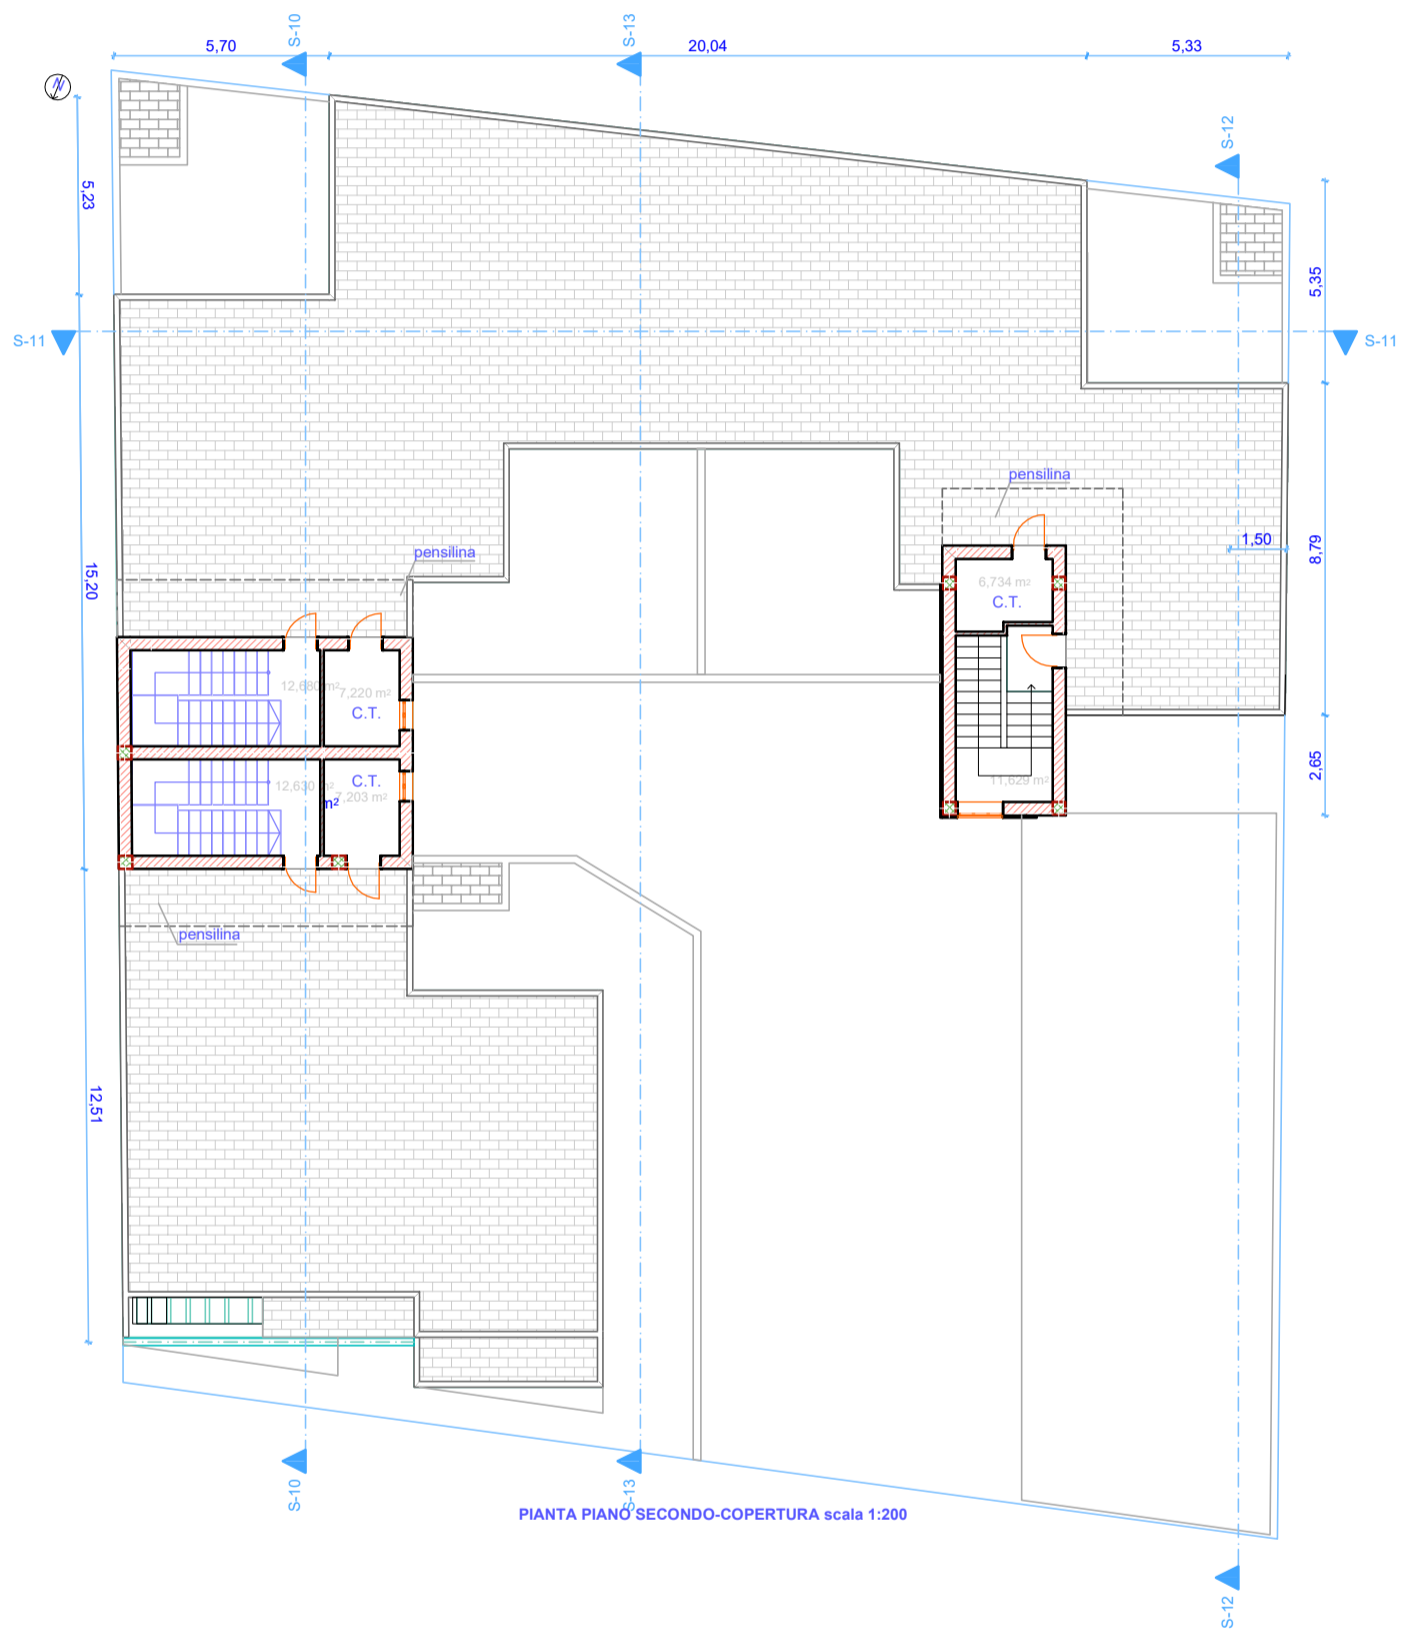 S-10
S-13
5,70
20,04
5,33
N
S-12
5,23
5,35
S-11
S-11
pensilina
1,50
8,79
pensilina
15,20
6,734 m²
C.T.
12,680 m²
7,220 m²
C.T.
2,65
C.T.
12,630 m²
7,203 m²
m²
11,629 m²
pensilina
12,51
S-10
S-13
PIANTA PIANO SECONDO-COPERTURA scala 1:200
S-12